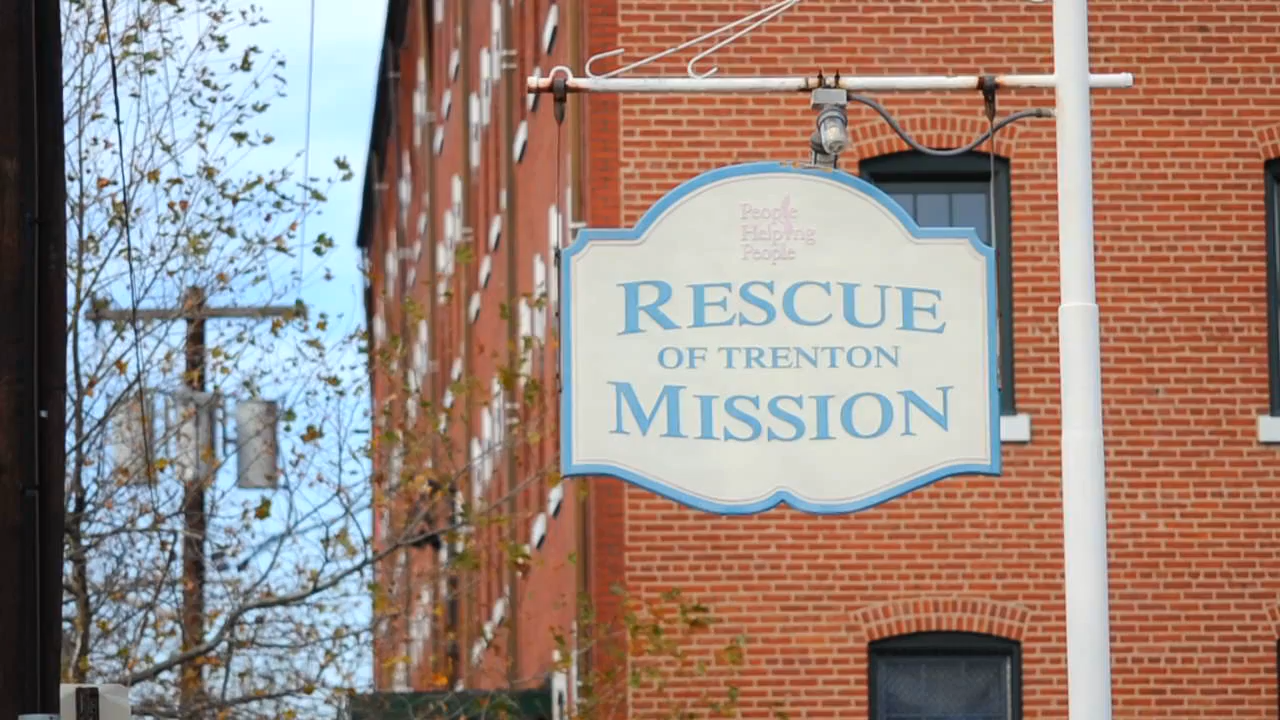 People
Helping
People
RESCUE
OF TRENTON
MISSION